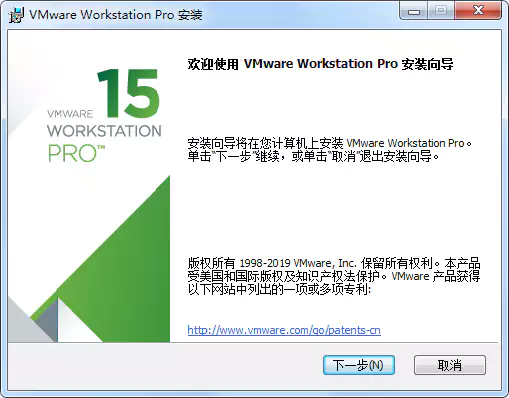 VMware Workstation Pro 安装
欢迎使用 VMware Workstation Pro 安装向导
VMWARE 15
WORKSTATION
PRO™
安装向导将在您计算机上安装 VMware Workstation Pro。
单击“下一步”继续，或单击“取消”退出安装向导。
版权所有 1998-2019 VMware, Inc. 保留所有权利。本产品
受美国和国际版权及知识产权法保护。VMware 产品获得
以下网站中列出的一项或多项专利:
http://www.vmware.com/go/patents-cn
下一步(N)
取消